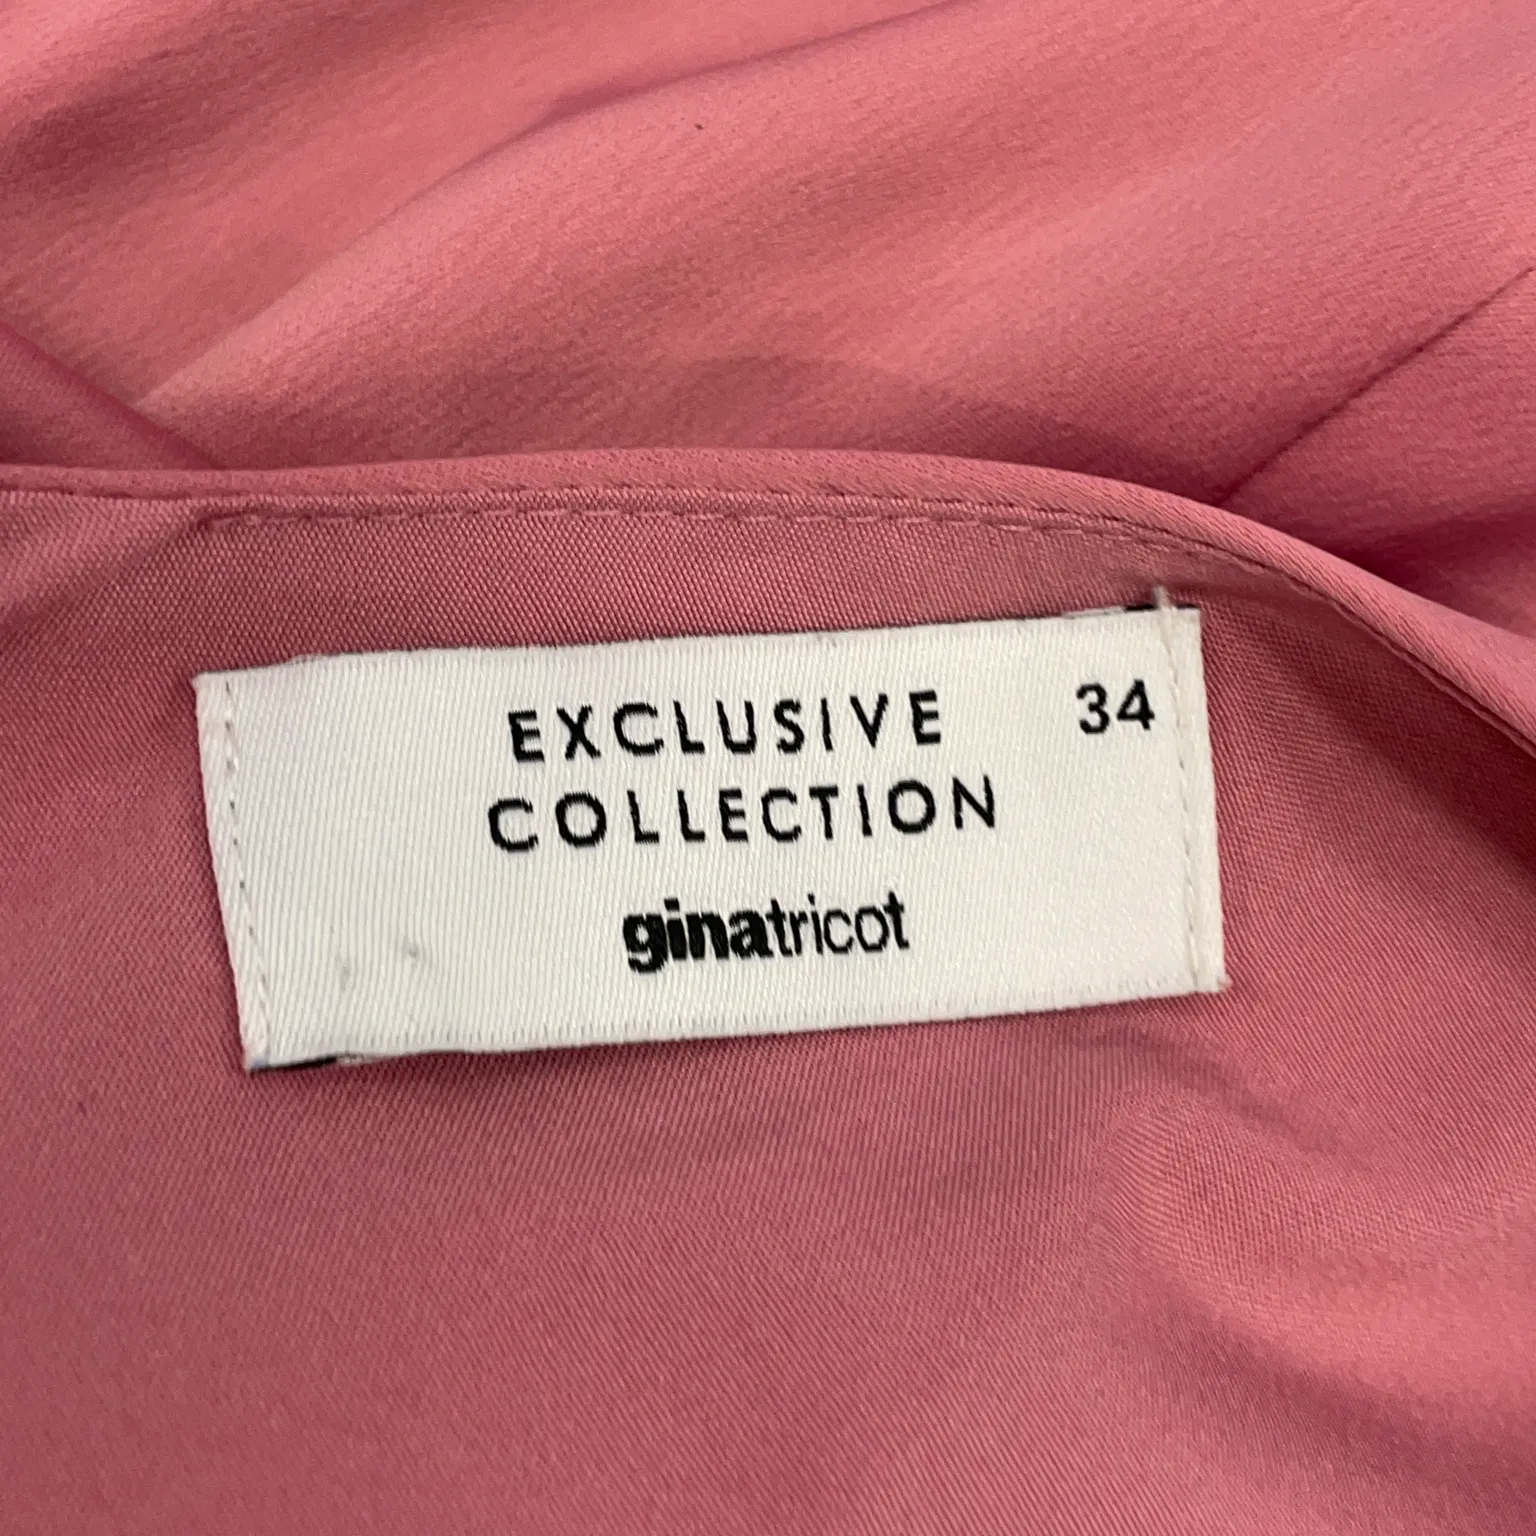 EXCLUSIVE 34
COLLECTION
ginatricot